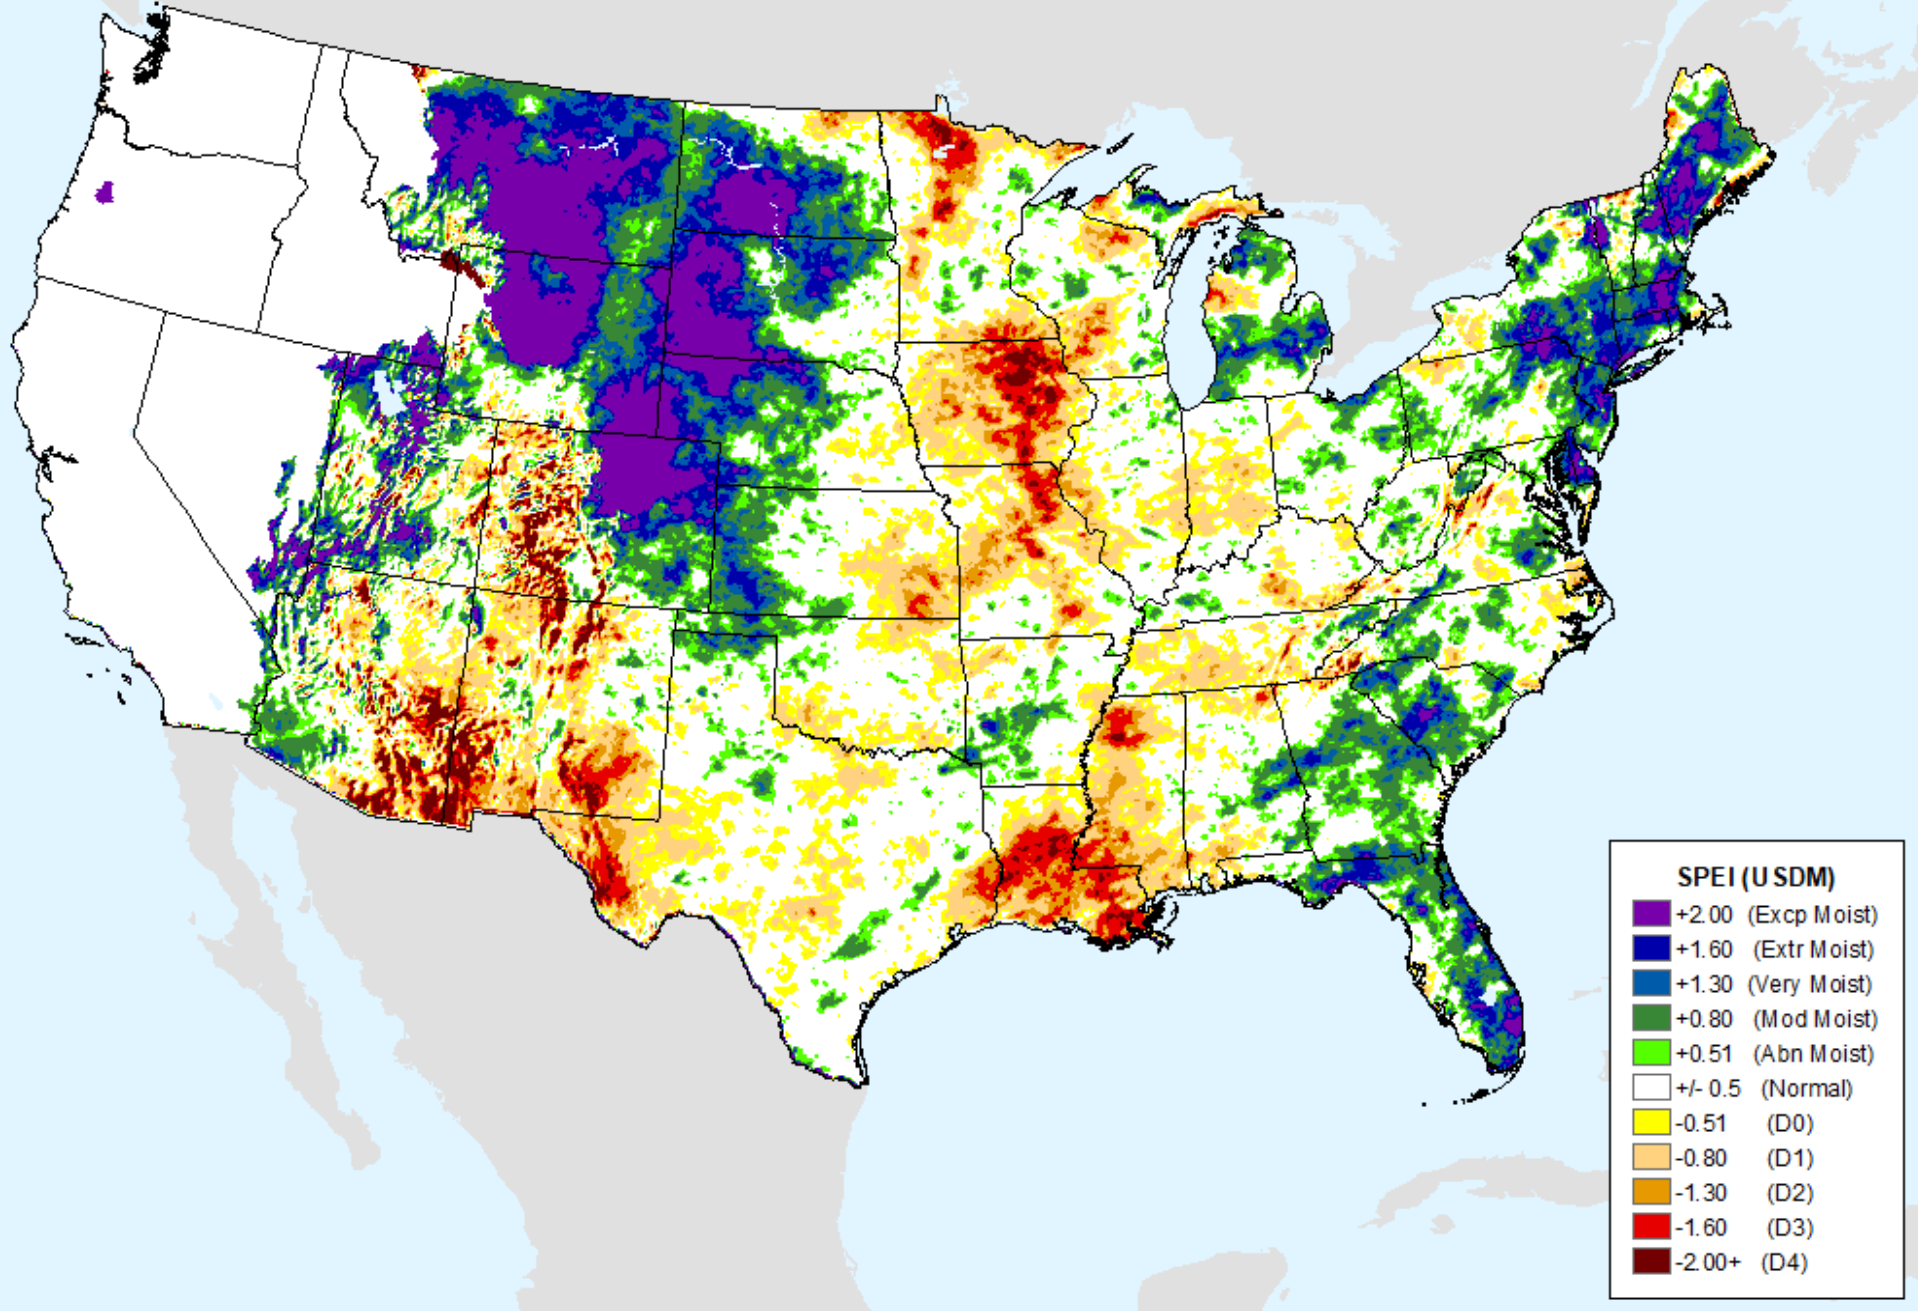 SPEI (USDM)
+2.00 (Excp Moist)
+1.60 (Extr Moist)
+1.30 (Very Moist)
+0.80 (Mod Moist)
+0.51 (Abn Moist)
+/- 0.5 (Normal)
-0.51 (D0)
-0.80 (D1)
-1.30 (D2)
-1.60 (D3)
-2.00+ (D4)